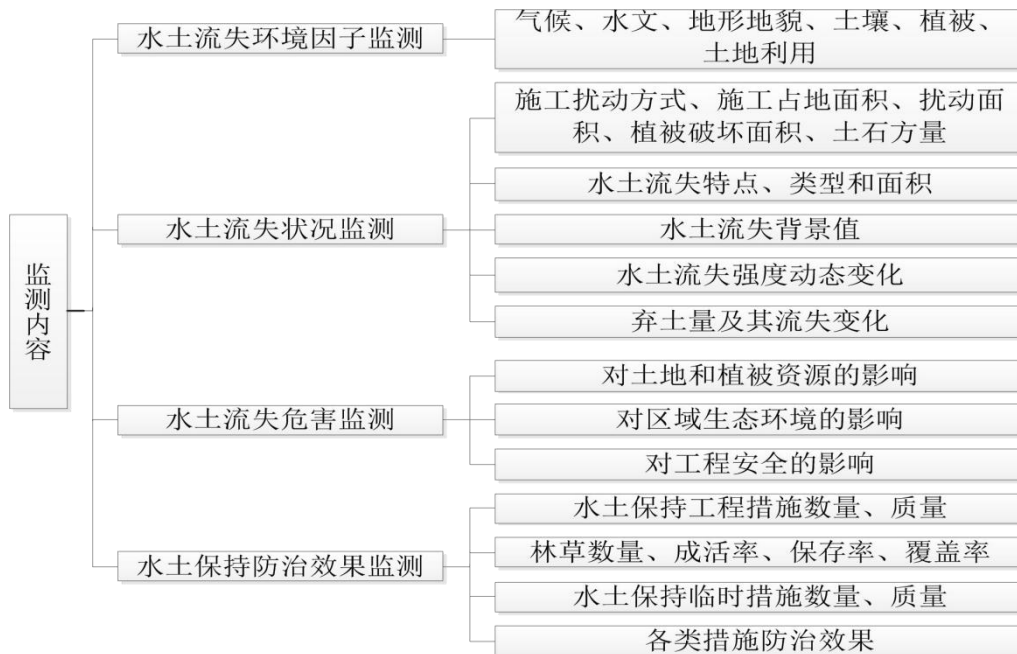 监测内容
水土流失环境因子监测
气候、水文、地形地貌、土壤、植被、
土地利用
水土流失状况监测
施工扰动方式、施工占地面积、扰动面
积、植被破坏面积、土石方量
水土流失特点、类型和面积
水土流失背景值
水土流失强度动态变化
弃土量及其流失变化
水土流失危害监测
对土地和植被资源的影响
对区域生态环境的影响
对工程安全的影响
水土保持防治效果监测
水土保持工程措施数量、质量
林草数量、成活率、保存率、覆盖率
水土保持临时措施数量、质量
各类措施防治效果